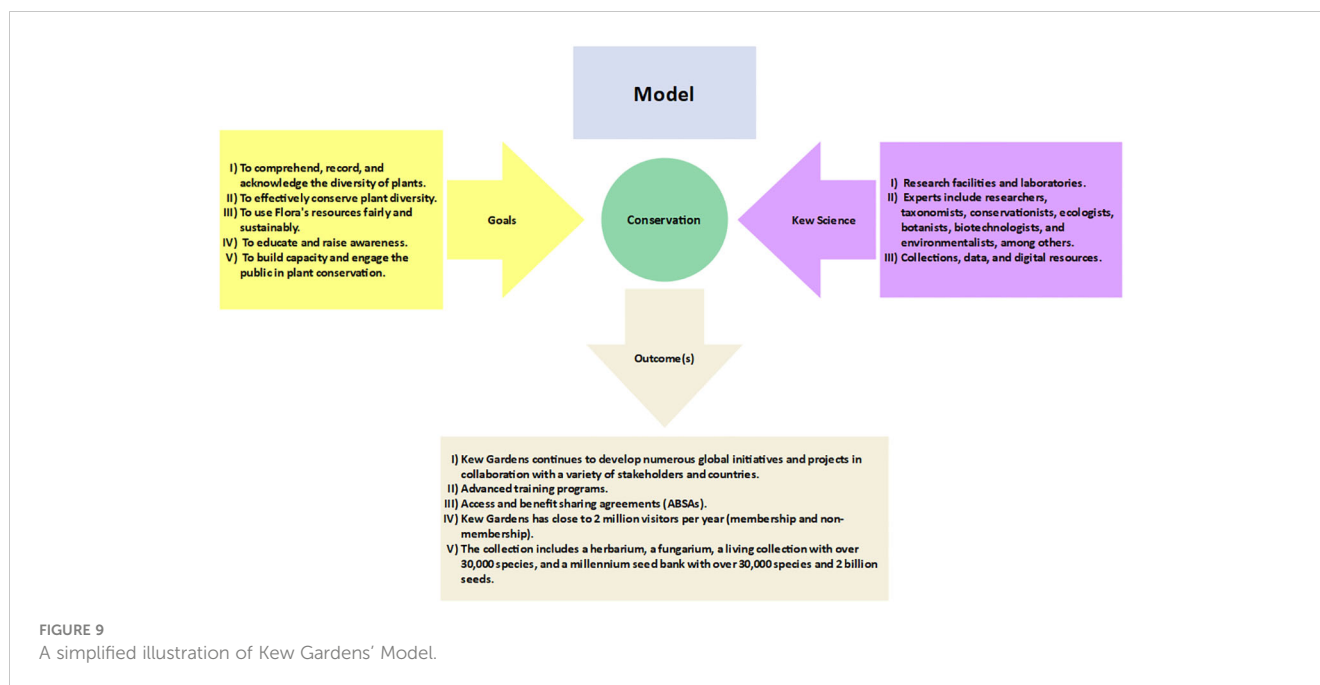 Model
I) To comprehend, record, and
acknowledge the diversity of plants.
II) To effectively conserve plant diversity.
III) To use Flora's resources fairly and
sustainably.
IV) To educate and raise awareness.
V) To build capacity and engage the
public in plant conservation.
Goals
Conservation
Kew Science
I) Research facilities and laboratories.
II) Experts include researchers,
taxonomists, conservationists, ecologists,
botanists, biotechnologists, and
environmentalists, among others.
III) Collections, data, and digital resources.
Outcome(s)
I) Kew Gardens continues to develop numerous global initiatives and projects in
collaboration with a variety of stakeholders and countries.
II) Advanced training programs.
III) Access and benefit sharing agreements (ABSAs).
IV) Kew Gardens has close to 2 million visitors per year (membership and non-
membership).
V) The collection includes a herbarium, a fungarium, a living collection with over
30,000 species, and a millennium seed bank with over 30,000 species and 2 billion
seeds.
FIGURE 9
A simplified illustration of Kew Gardens’ Model.